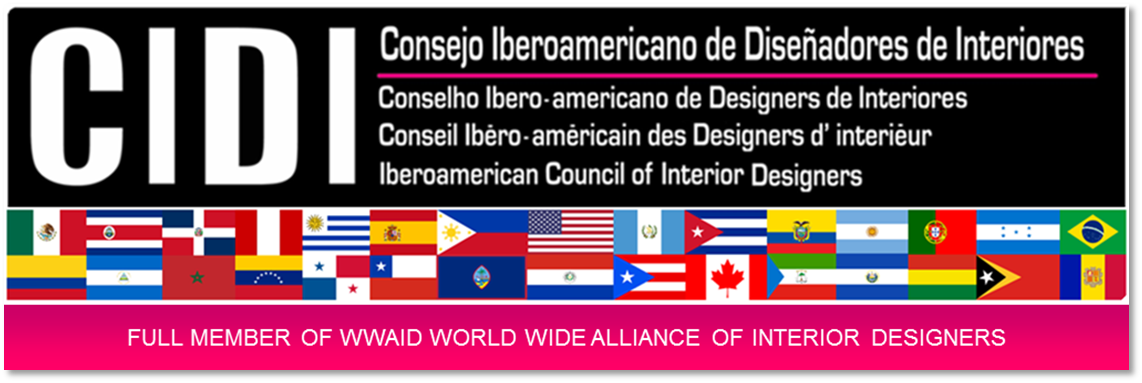 CIDI
Consejo Iberoamericano de Diseñadores de Interiores
Conselho Ibero-americano de Designers de Interiores
Conseil Ibéro-américain des Designers d' interiéur
Iberoamerican Council of Interior Designers
FULL MEMBER OF WWAID WORLD WIDE ALLIANCE OF INTERIOR DESIGNERS